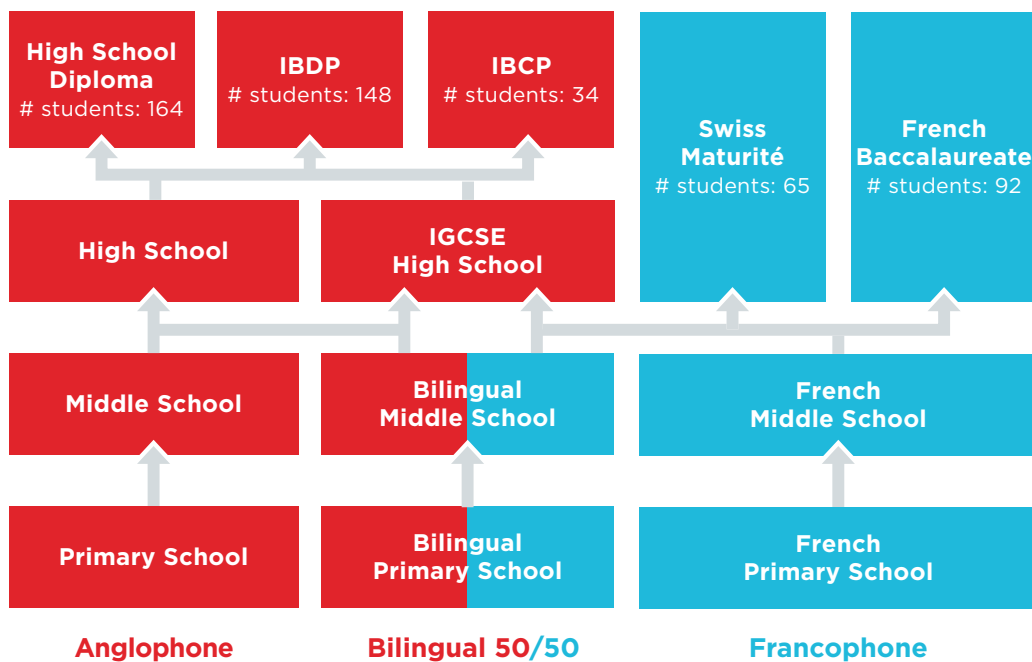 High School
Diploma
# students: 164
IBDP
# students: 148
IBCP
# students: 34
Swiss
Maturité
# students: 65
French
Baccalaureate
# students: 92
High School
IGCSE
High School
Middle School
Bilingual
Middle School
French
Middle School
Primary School
Bilingual
Primary School
French
Primary School
Anglophone
Bilingual 50/50
Francophone